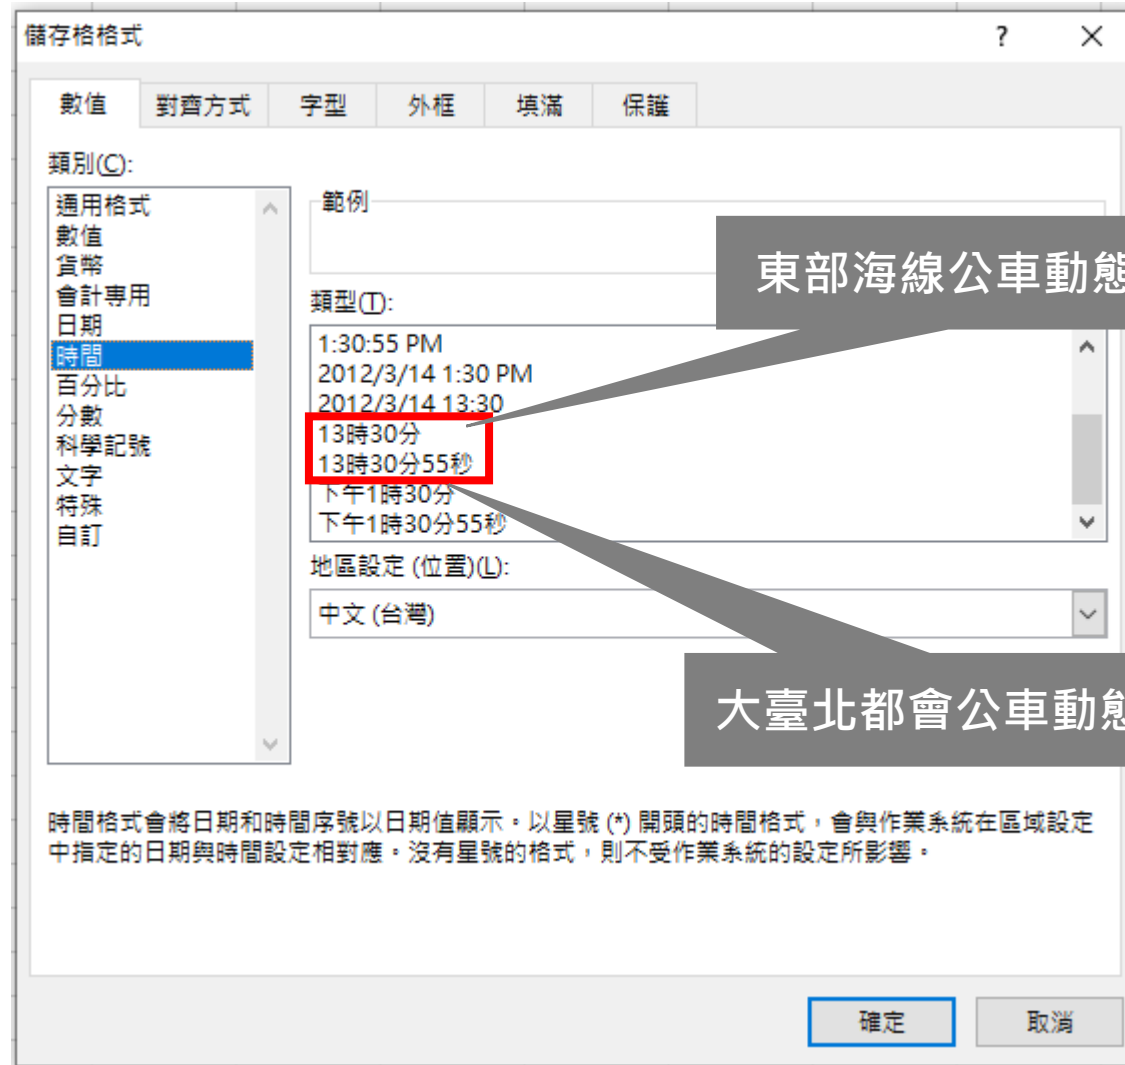 儲存格格式
?
數值 對齊方式 字型 外框 填滿 保護
類別(C):
通用格式
數值
貨幣
會計專用
日期
時間
百分比
分數
科學記號
文字
特殊
自訂
範例
東部海線公車動態
類型(T):
1:30:55 PM
2012/3/14 1:30 PM
2012/3/14 13:30
13時30分
13時30分55秒
下午1時30分
下午1時30分55秒
地區設定 (位置)(L):
中文 (台灣)
大臺北都會公車動態
時間格式會將日期和時間序號以日期值顯示。以星號 (*) 開頭的時間格式，會與作業系統在區域設定
中指定的日期與時間設定相對應。沒有星號的格式，則不受作業系統的設定所影響。
確定 取消